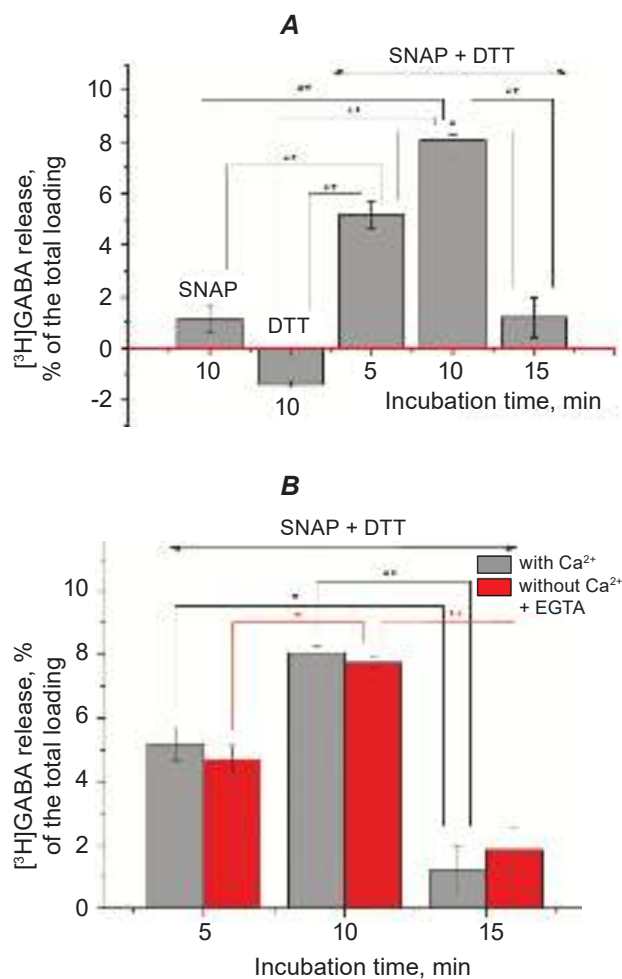 A
SNAP + DTT
10
8
6
4
2
0
-2
[³H]GABA release,
% of the total loading
SNAP
DTT
10
10
5
10
15
Incubation time, min
B
SNAP + DTT
with Ca²⁺
without Ca²⁺
+ EGTA
10
8
6
4
2
0
[³H]GABA release, %
of the total loading
5
10
15
Incubation time, min